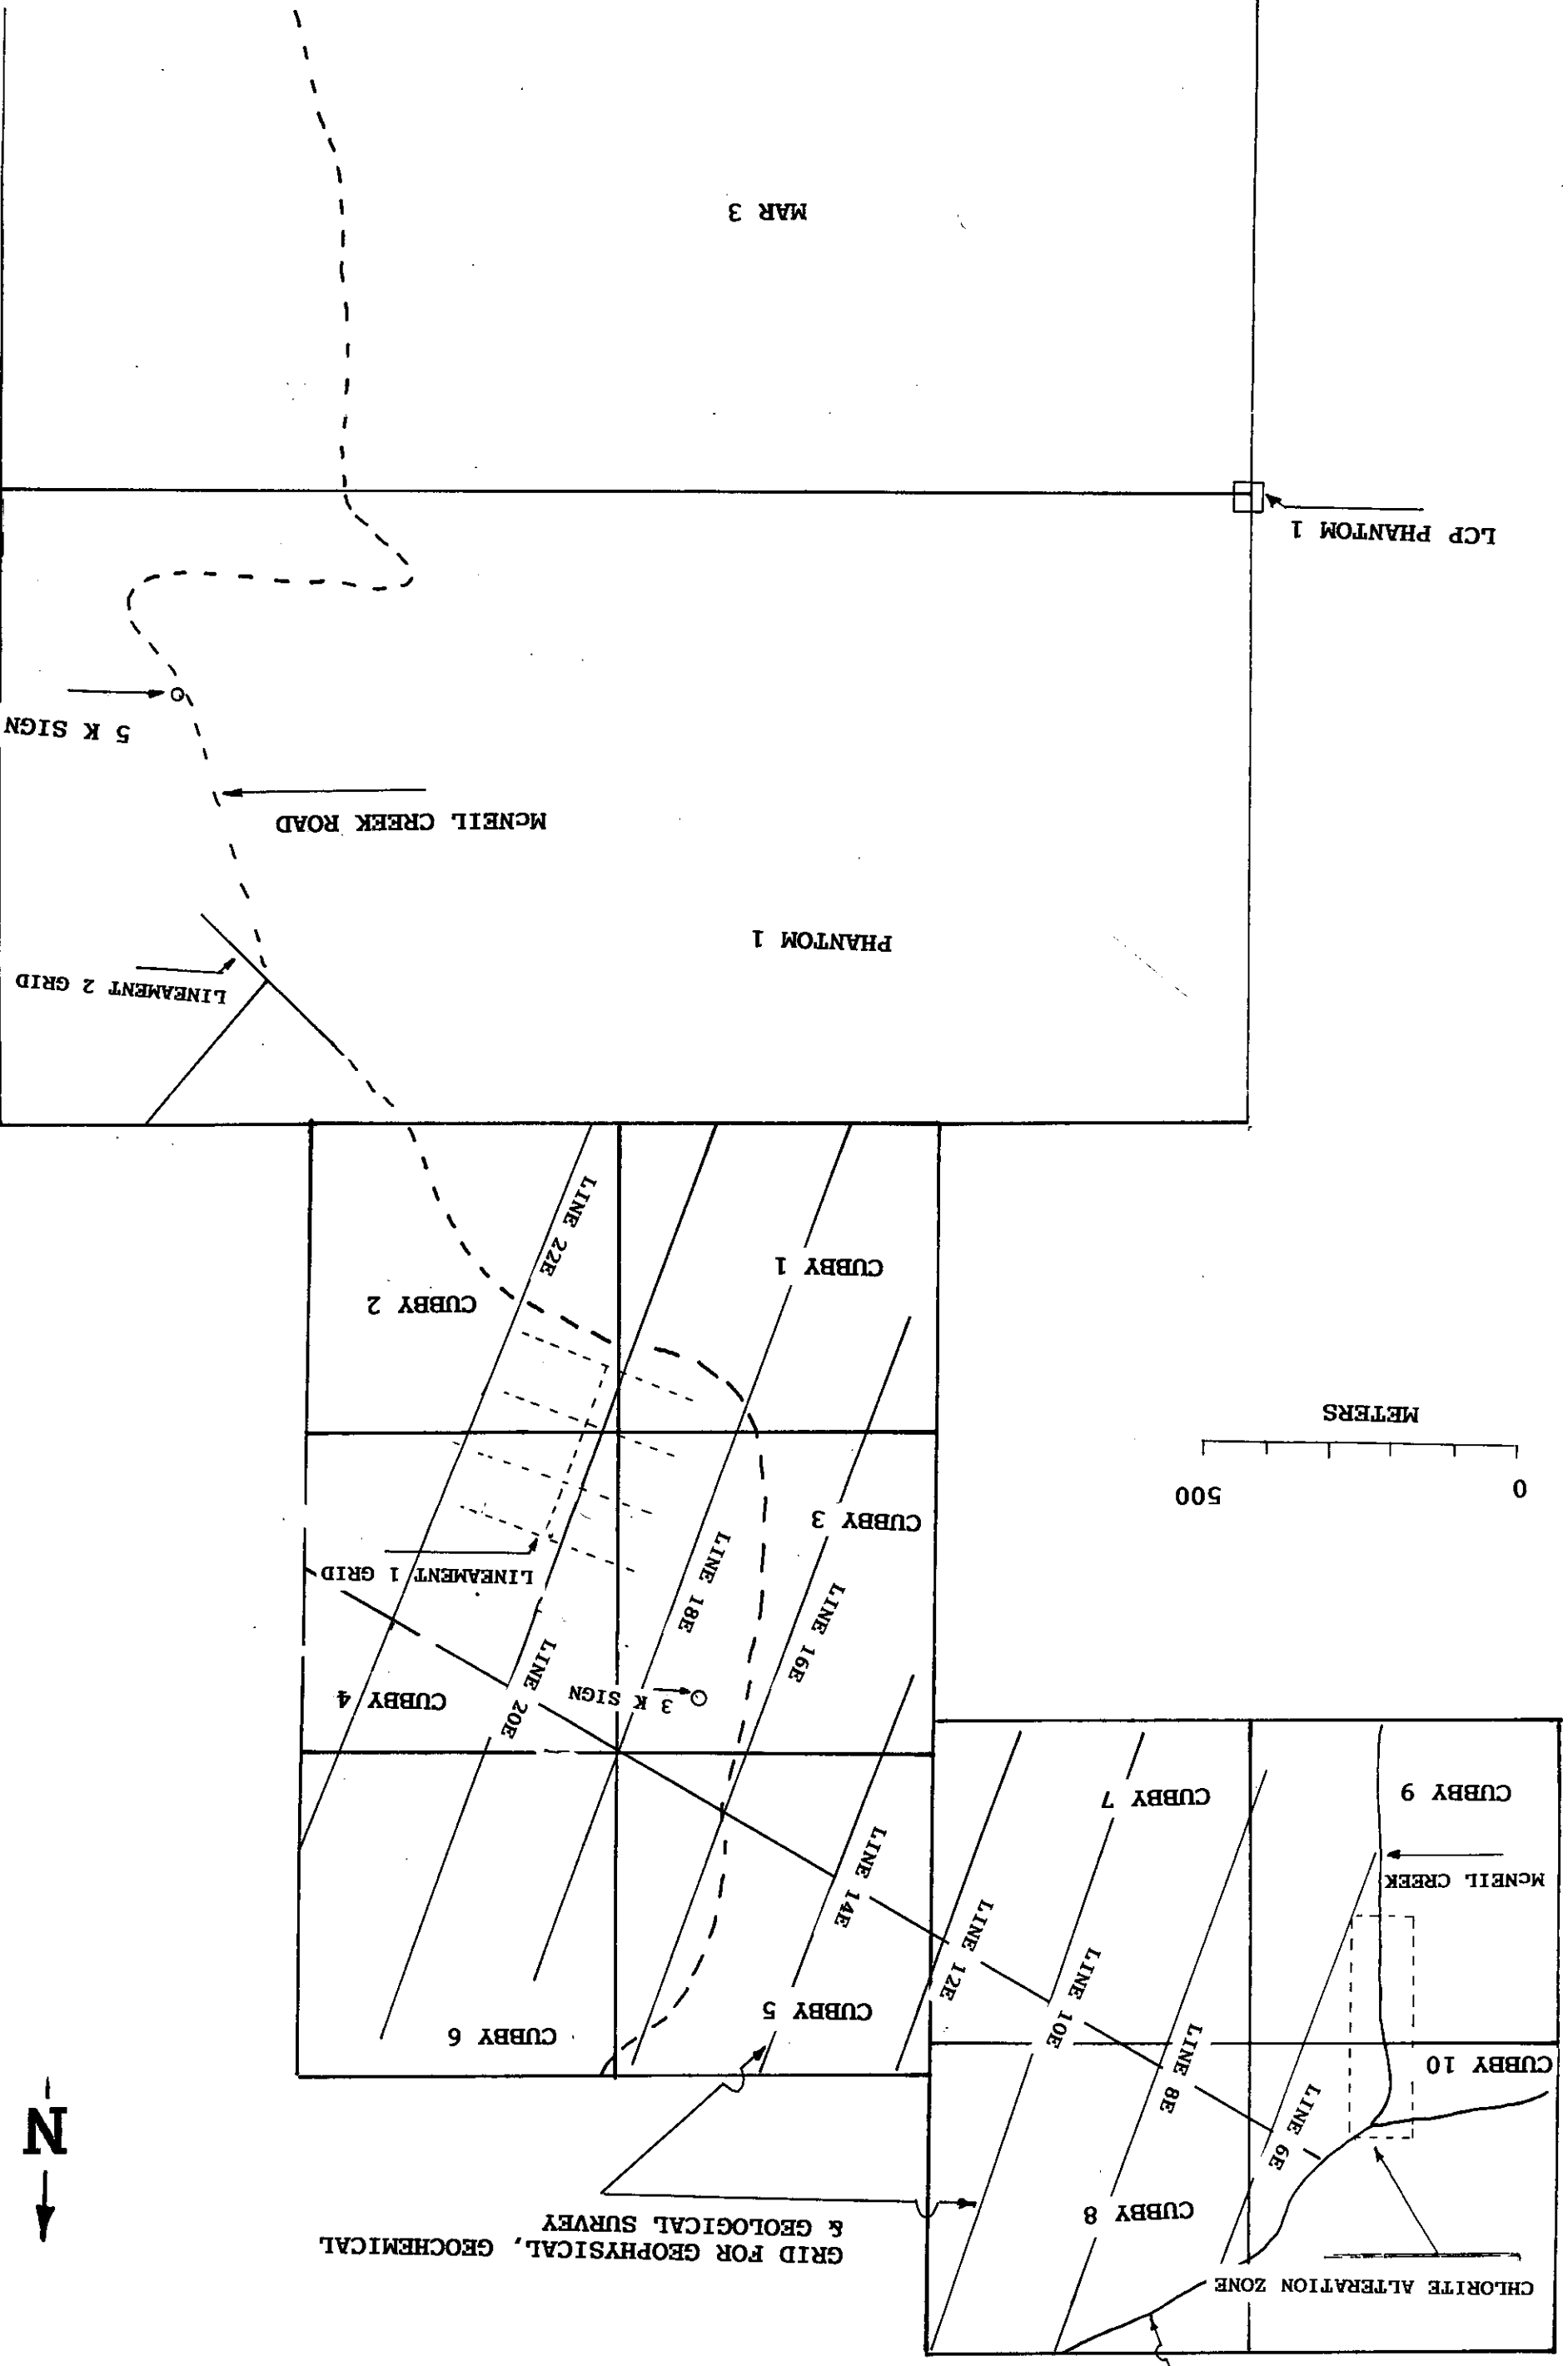 CHLORITE ALTERATION ZONE
GRID FOR GEOPHYSICAL, GEOCHEMICAL
& GEOLOGICAL SURVEY
N
CUBBY 8
LINE 6E
LINE 8E
CUBBY 10
CUBBY 6
CUBBY 5
LINE 10E
LINE 12E
McNEIL CREEK
LINE 14E
CUBBY 9
CUBBY 7
3 K SIGN
CUBBY 4
LINE 20E
LINE 16E
LINE 18E
LINEAMENT 1 GRID
CUBBY 3
0
500
METERS
CUBBY 2
CUBBY 1
LINE 22E
LINEAMENT 2 GRID
PHANTOM 1
McNEIL CREEK ROAD
5 K SIGN
LCP PHANTOM 1
MAR 3